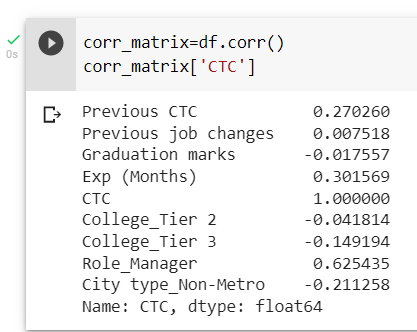 corr_matrix=df.corr()
0s
corr_matrix['CTC']
Previous CTC 0.270260
Previous job changes 0.007518
Graduation marks -0.017557
Exp (Months) 0.301569
CTC 1.000000
College_Tier 2 -0.041814
College_Tier 3 -0.149194
Role_Manager 0.625435
City type_Non-Metro -0.211258
Name: CTC, dtype: float64